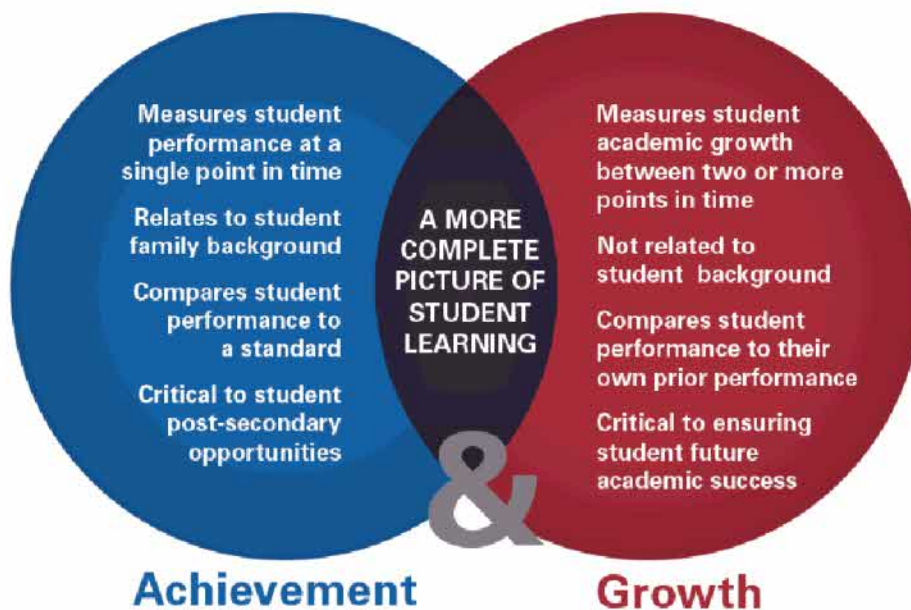 Measures student
performance at a
single point in time
Relates to student
family background
Compares student
performance to
a standard
Critical to student
post-secondary
opportunities
A MORE
COMPLETE
PICTURE OF
STUDENT
LEARNING
Measures student
academic growth
between two or more
points in time
Not related to
student background
Compares student
performance to their
own prior performance
Critical to ensuring
student future
academic success
&
Achievement
Growth